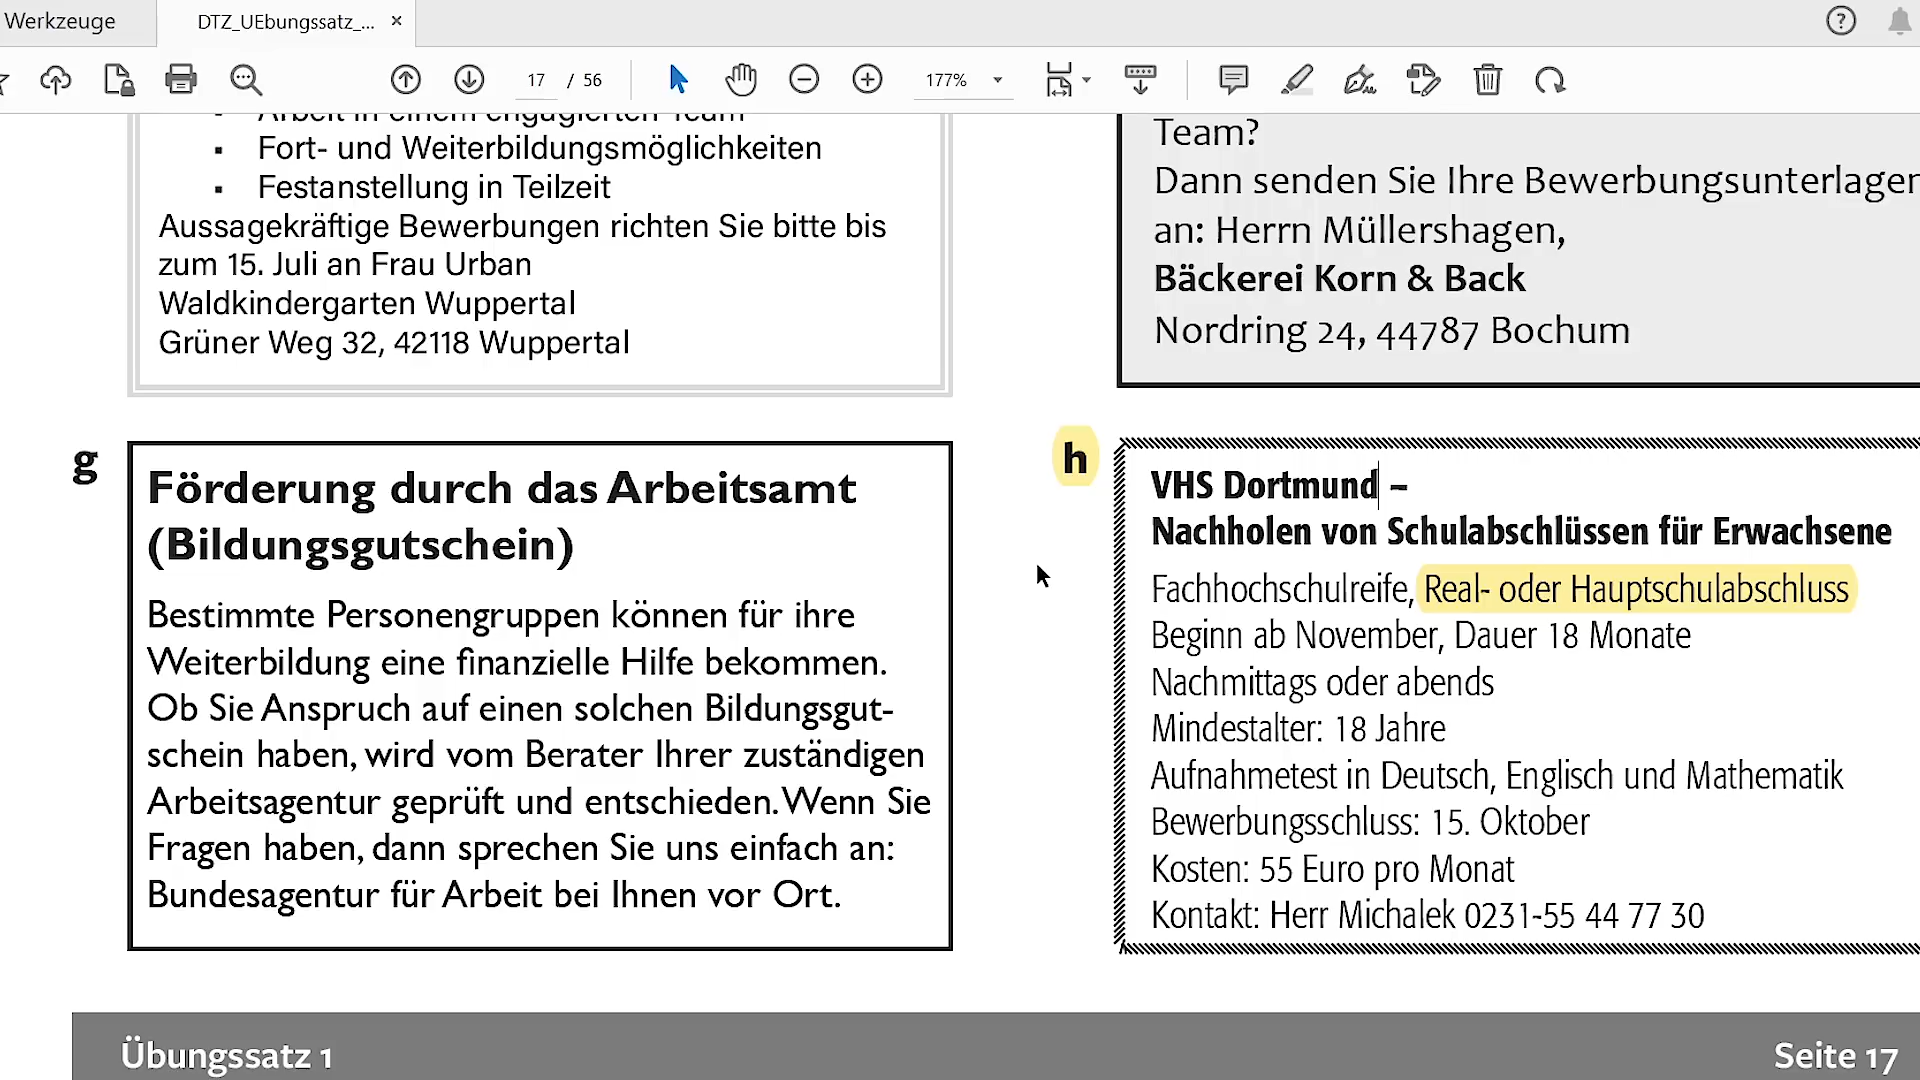 Werkzeuge
DTZ_UEbungssatz_... ×
17 / 56
177%
Arbeit in einem engagierten Team
▪ Fort- und Weiterbildungsmöglichkeiten
▪ Festanstellung in Teilzeit
Aussagekräftige Bewerbungen richten Sie bitte bis
zum 15. Juli an Frau Urban
Waldkindergarten Wuppertal
Grüner Weg 32, 42118 Wuppertal
Team?
Dann senden Sie Ihre Bewerbungsunterlagen
an: Herrn Müllershagen,
Bäckerei Korn & Back
Nordring 24, 44787 Bochum
g
Förderung durch das Arbeitsamt
(Bildungsgutschein)
Bestimmte Personengruppen können für ihre
Weiterbildung eine finanzielle Hilfe bekommen.
Ob Sie Anspruch auf einen solchen Bildungsgut-
schein haben, wird vom Berater Ihrer zuständigen
Arbeitsagentur geprüft und entschieden. Wenn Sie
Fragen haben, dann sprechen Sie uns einfach an:
Bundesagentur für Arbeit bei Ihnen vor Ort.
h
VHS Dortmund –
Nachholen von Schulabschlüssen für Erwachsene
Fachhochschulreife, Real- oder Hauptschulabschluss
Beginn ab November, Dauer 18 Monate
Nachmittags oder abends
Mindestalter: 18 Jahre
Aufnahmetest in Deutsch, Englisch und Mathematik
Bewerbungsschluss: 15. Oktober
Kosten: 55 Euro pro Monat
Kontakt: Herr Michalek 0231-55 44 77 30
Übungssatz 1
Seite 17